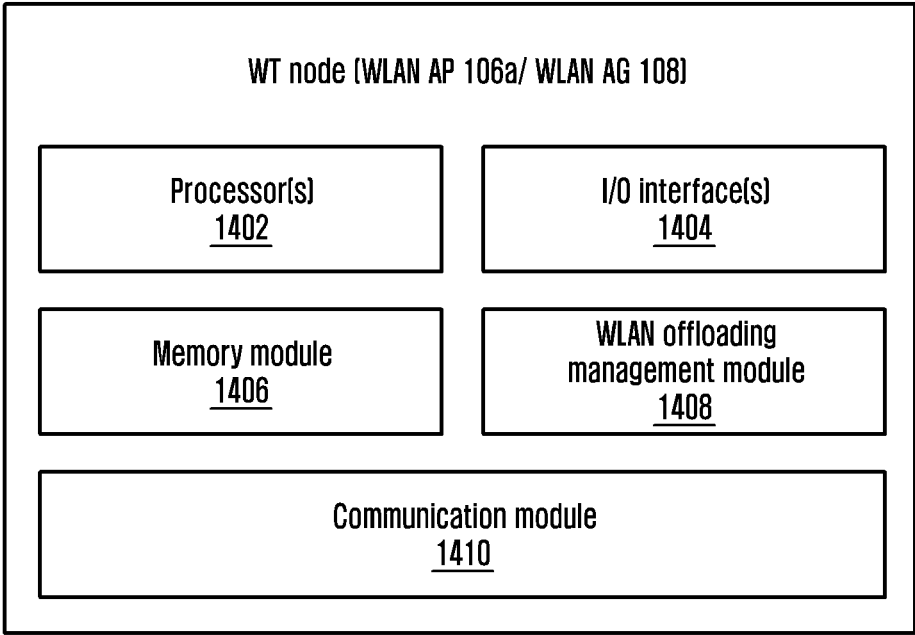 WT node (WLAN AP 106a/ WLAN AG 108)
Processor(s)
1402
I/O interface(s)
1404
Memory module
1406
WLAN offloading
management module
1408
Communication module
1410